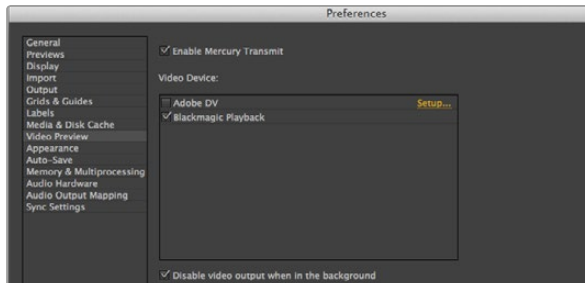 Preferences
General
Previews
Display
Import
Output
Grids & Guides
Labels
Media & Disk Cache
Video Preview
Appearance
Auto-Save
Memory & Multiprocessing
Audio Hardware
Audio Output Mapping
Sync Settings
Enable Mercury Transmit
Video Device:
Adobe DV Setup...
Blackmagic Playback
Disable video output when in the background